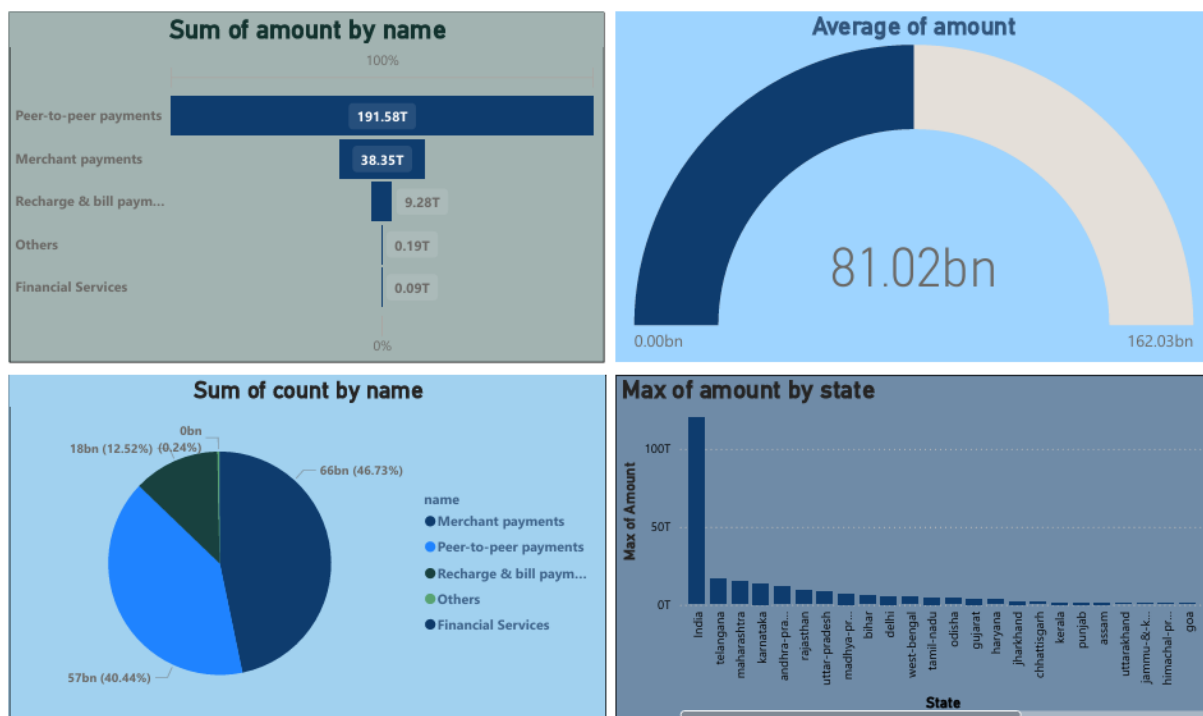 Sum of amount by name
100%
Peer-to-peer payments
191.58T
Merchant payments
38.35T
Recharge & bill paym...
9.28T
Others
0.19T
Financial Services
0.09T
0%
Average of amount
81.02bn
0.00bn
162.03bn
Sum of count by name
0bn
18bn (12.52%)
(0.24%)
66bn (46.73%)
57bn (40.44%)
name
Merchant payments
Peer-to-peer payments
Recharge & bill paym...
Others
Financial Services
Max of amount by state
Max of Amount
100T
50T
0T
India
telangana
maharashtra
karnataka
andhra-pra...
rajasthan
uttar-pradesh
madhya-pr...
bihar
delhi
west-bengal
tamil-nadu
odisha
gujarat
haryana
jharkhand
chhattisgarh
kerala
punjab
assam
uttarakhand
jammu-&-k...
himachal-pr...
goa
State